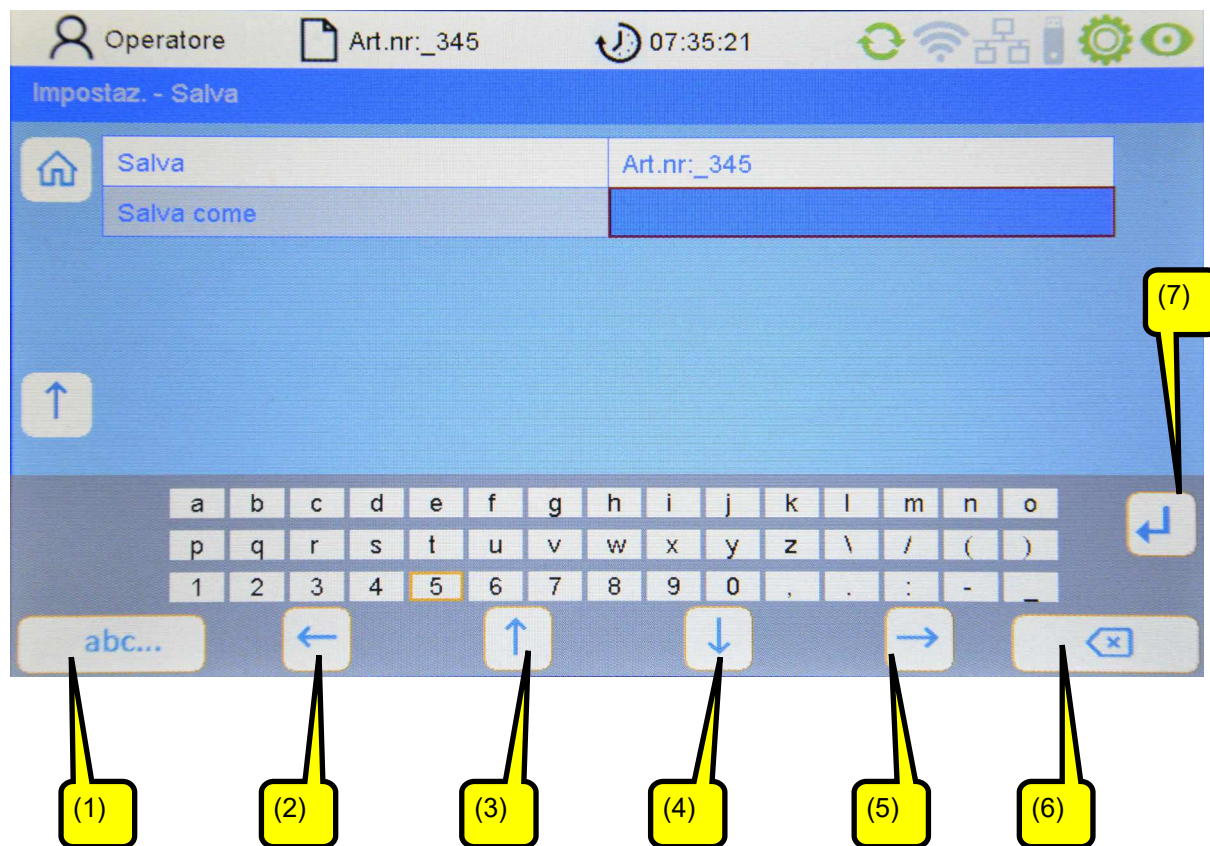 Operatore Art.nr:_345 07:35:21
Impostaz. - Salva
Salva Art.nr:_345
Salva come
(7)
a b c d e f g h i j k l m n o
p q r s t u v w x y z \ / ( )
1 2 3 4 5 6 7 8 9 0 , . : - _
abc...
(1) (2) (3) (4) (5) (6)